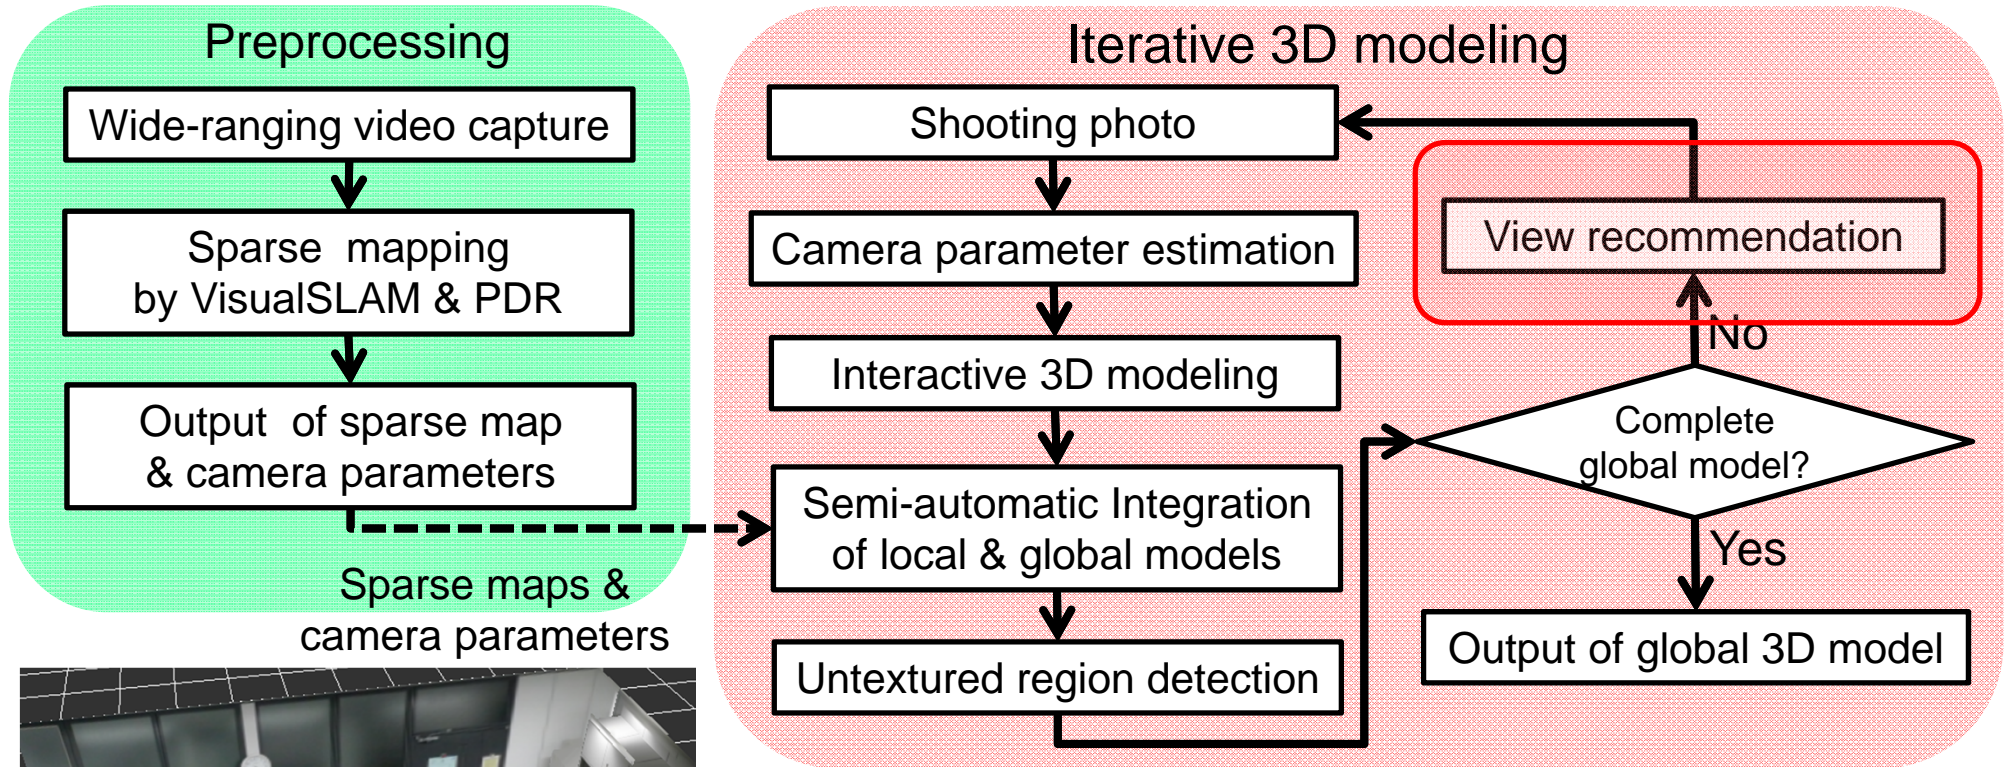 Preprocessing
Wide-ranging video capture
Sparse mapping
by VisualSLAM & PDR
Output of sparse map
& camera parameters
Sparse maps &
camera parameters
Iterative 3D modeling
Shooting photo
Camera parameter estimation
Interactive 3D modeling
Semi-automatic Integration
of local & global models
Untextured region detection
View recommendation
No
Complete
global model?
Yes
Output of global 3D model